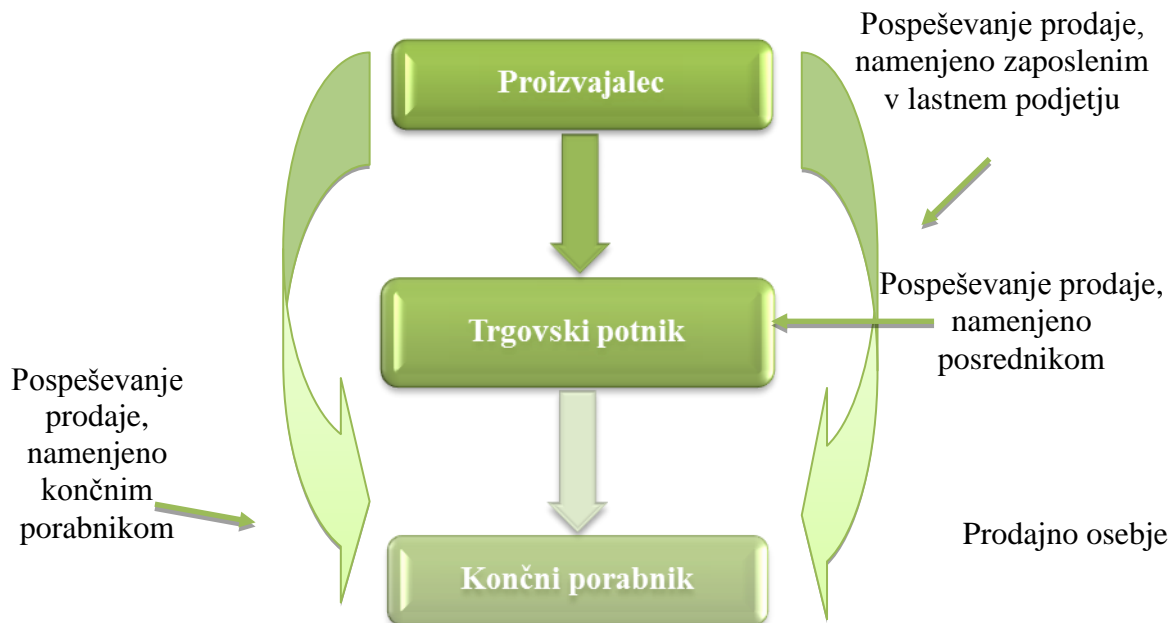 Pospeševanje prodaje,
namenjeno zaposlenim
v lastnem podjetju
Proizvajalec
Pospeševanje prodaje,
namenjeno
posrednikom
Trgovski potnik
Pospeševanje
prodaje,
namenjeno
končnim
porabnikom
Prodajno osebje
Končni porabnik